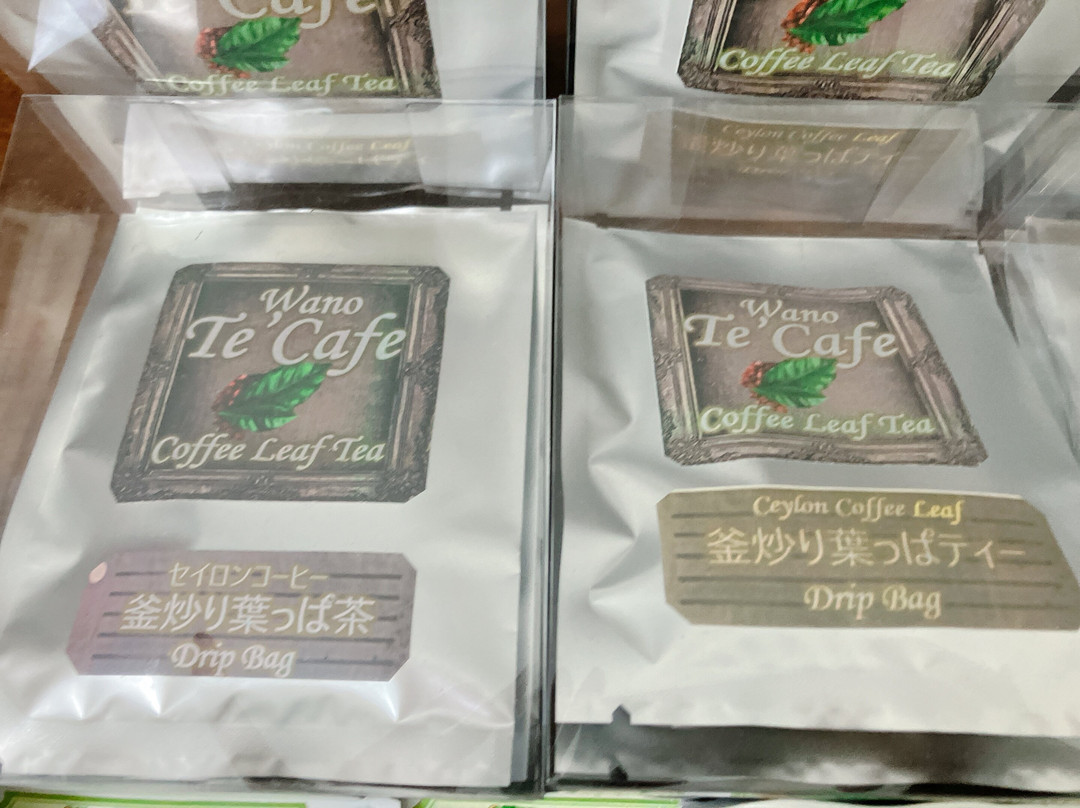 Te'Cafe
Coffee Leaf Tea
Coffee Leaf Tea
Coffee Leaf
Ceylon Coffee Leaf
釜炒り葉っぱティー
Wano
Te'Cafe
Coffee Leaf Tea
セイロンコーヒー
釜炒り葉っぱ茶
Drip Bag
Wano
Te'Cafe
Coffee Leaf Tea
Ceylon Coffee Leaf
釜炒り葉っぱティー
Drip Bag